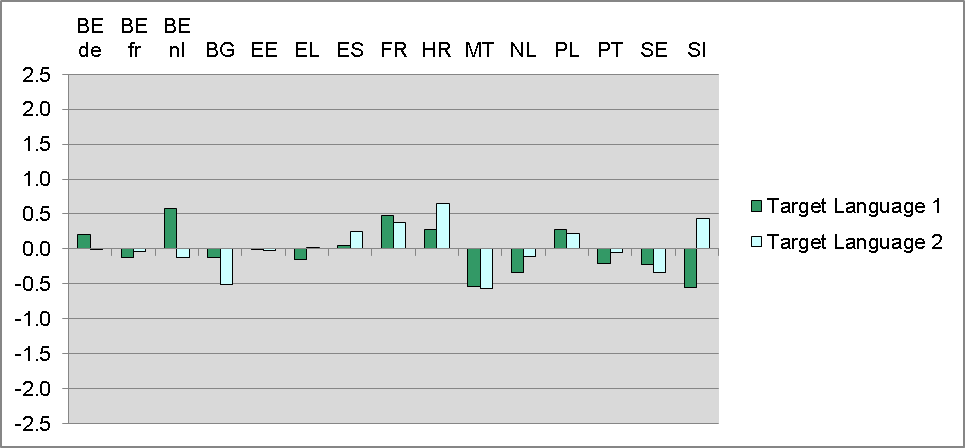 BE de
BE fr
BE nl
BG
EE
EL
ES
FR
HR
MT
NL
PL
PT
SE
SI
2.5
2.0
1.5
1.0
0.5
0.0
-0.5
-1.0
-1.5
-2.0
-2.5
Target Language 1
Target Language 2